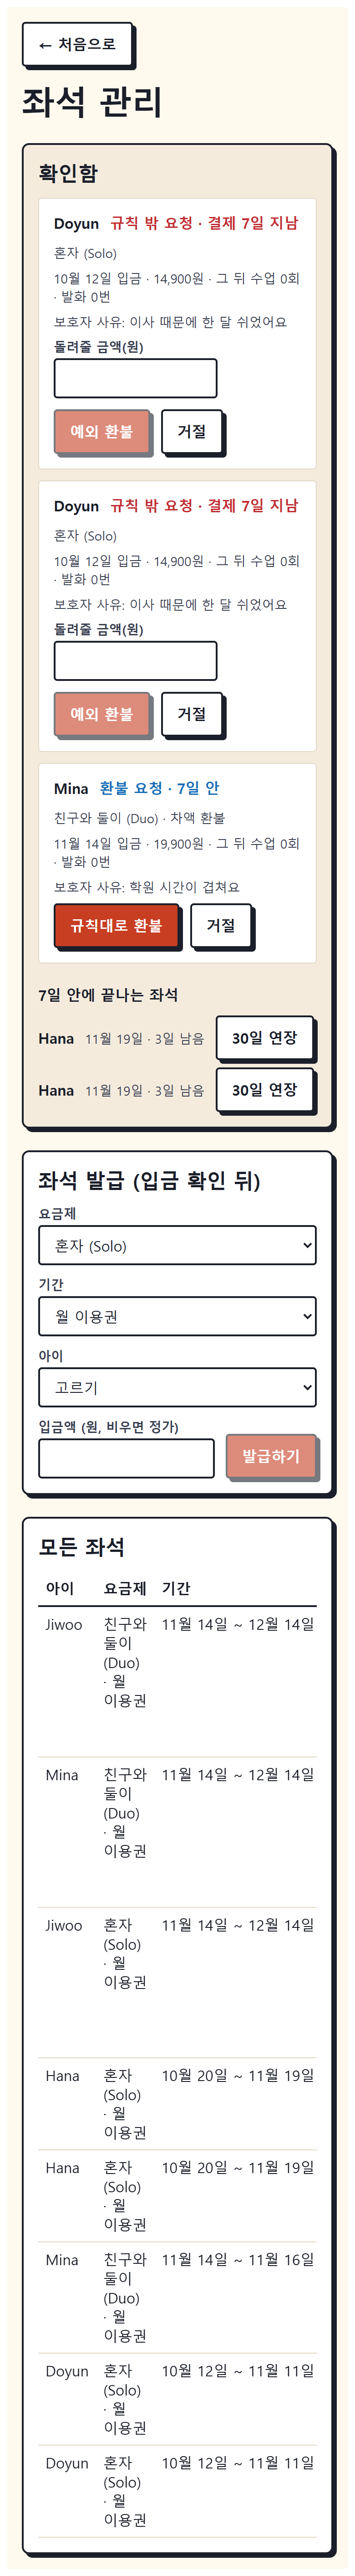 ← 처음으로
좌석 관리
확인함
Doyun 규칙 밖 요청 · 결제 7일 지남
혼자 (Solo)
10월 12일 입금 · 14,900원 · 그 뒤 수업 0회
· 발화 0번
보호자 사유: 이사 때문에 한 달 쉬었어요
돌려줄 금액(원)
예외 환불 거절
Doyun 규칙 밖 요청 · 결제 7일 지남
혼자 (Solo)
10월 12일 입금 · 14,900원 · 그 뒤 수업 0회
· 발화 0번
보호자 사유: 이사 때문에 한 달 쉬었어요
돌려줄 금액(원)
예외 환불 거절
Mina 환불 요청 · 7일 안
친구와 둘이 (Duo) · 차액 환불
11월 14일 입금 · 19,900원 · 그 뒤 수업 0회
· 발화 0번
보호자 사유: 학원 시간이 겹쳐요
규칙대로 환불 거절
7일 안에 끝나는 좌석
Hana 11월 19일 · 3일 남음 30일 연장
Hana 11월 19일 · 3일 남음 30일 연장
좌석 발급 (입금 확인 뒤)
요금제
혼자 (Solo)
기간
월 이용권
아이
고르기
입금액 (원, 비우면 정가)
발급하기
모든 좌석
아이 요금제 기간
Jiwoo 친구와 11월 14일 ~ 12월 14일
둘이
(Duo)
· 월
이용권
Mina 친구와 11월 14일 ~ 12월 14일
둘이
(Duo)
· 월
이용권
Jiwoo 혼자 11월 14일 ~ 12월 14일
(Solo)
· 월
이용권
Hana 혼자 10월 20일 ~ 11월 19일
(Solo)
· 월
이용권
Hana 혼자 10월 20일 ~ 11월 19일
(Solo)
· 월
이용권
Mina 친구와 11월 14일 ~ 11월 16일
둘이
(Duo)
· 월
이용권
Doyun 혼자 10월 12일 ~ 11월 11일
(Solo)
· 월
이용권
Doyun 혼자 10월 12일 ~ 11월 11일
(Solo)
· 월
이용권